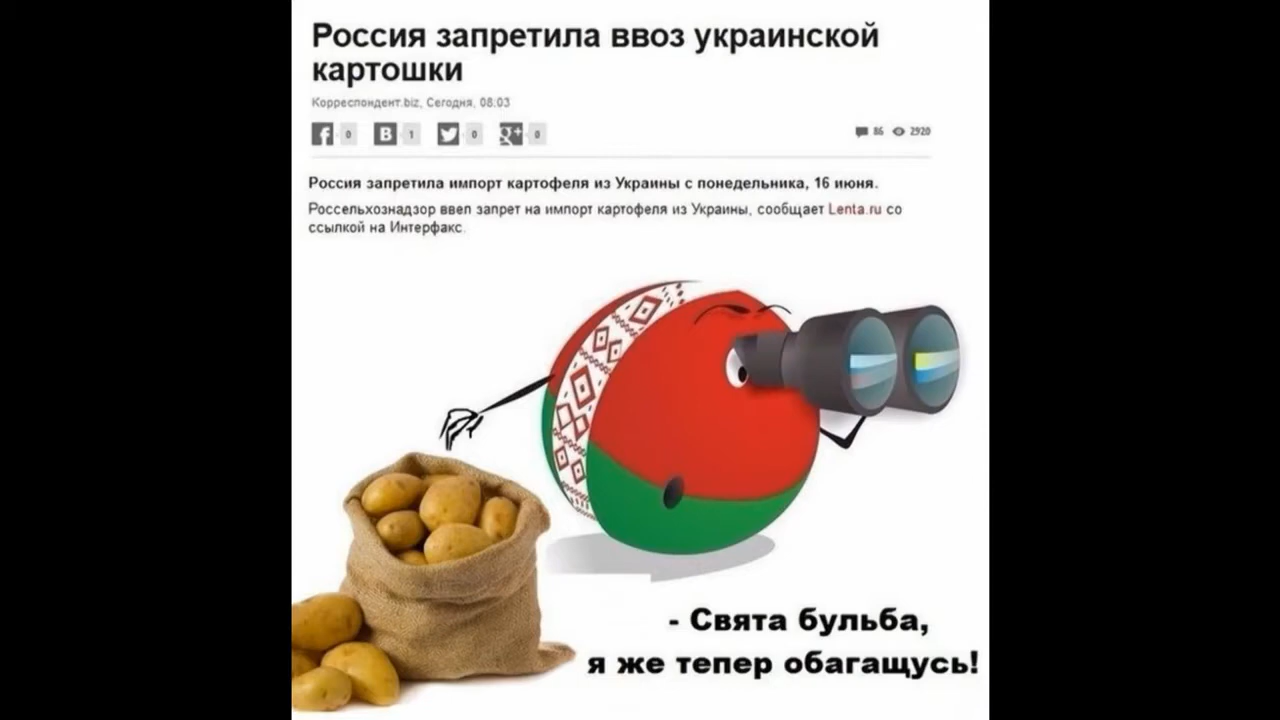 Россия запретила ввоз украинской
картошки
Корреспондент.biz, Сегодня, 08:03
f 0 B 1 0 g+ 0 86 2920
Россия запретила импорт картофеля из Украины с понедельника, 16 июня.
Россельхознадзор ввел запрет на импорт картофеля из Украины, сообщает Lenta.ru со
ссылкой на Интерфакс.
- Свята бульба,
я же тепер обагащусь!